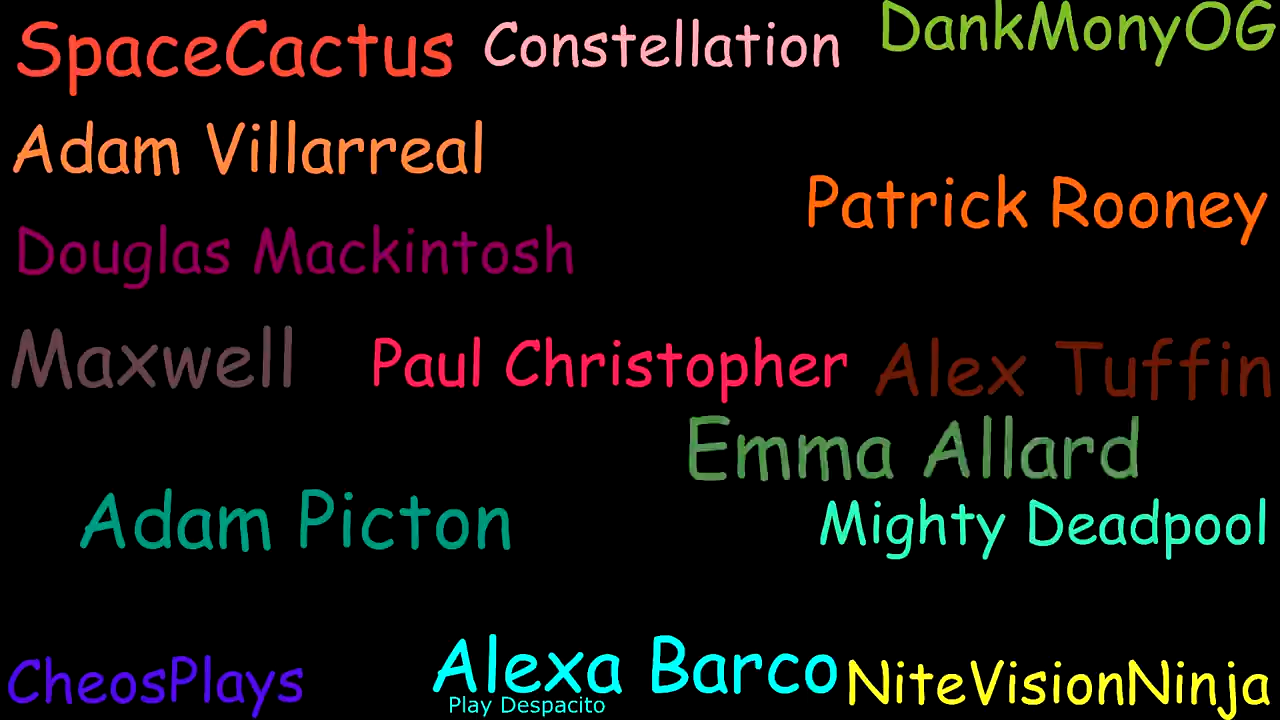 SpaceCactus
Constellation
DankMonyOG
Adam Villarreal
Patrick Rooney
Douglas Mackintosh
Maxwell
Paul Christopher
Alex Tuffin
Emma Allard
Adam Picton
Mighty Deadpool
CheosPlays
Alexa Barco
Play Despacito
NiteVisionNinja